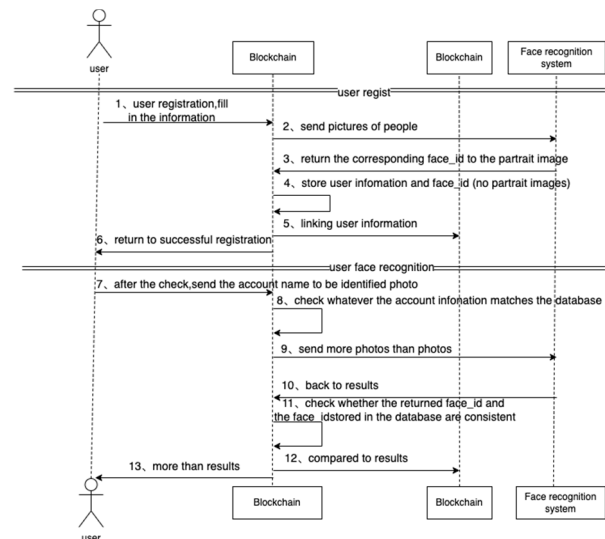 user
Blockchain
Blockchain
Face recognition
system
user regist
1、user registration,fill
in the information
2、send pictures of people
3、return the corresponding face_id to the partrait image
4、store user infomation and face_id (no partrait images)
5、linking user information
6、return to successful registration
user face recognition
7、after the check,send the account name to be identified photo
8、check whatever the account infonation matches the database
9、send more photos than photos
10、back to results
11、check whether the returned face_id and
the face_idstored in the database are consistent
12、compared to results
13、more than results
Blockchain
Blockchain
Face recognition
system
user